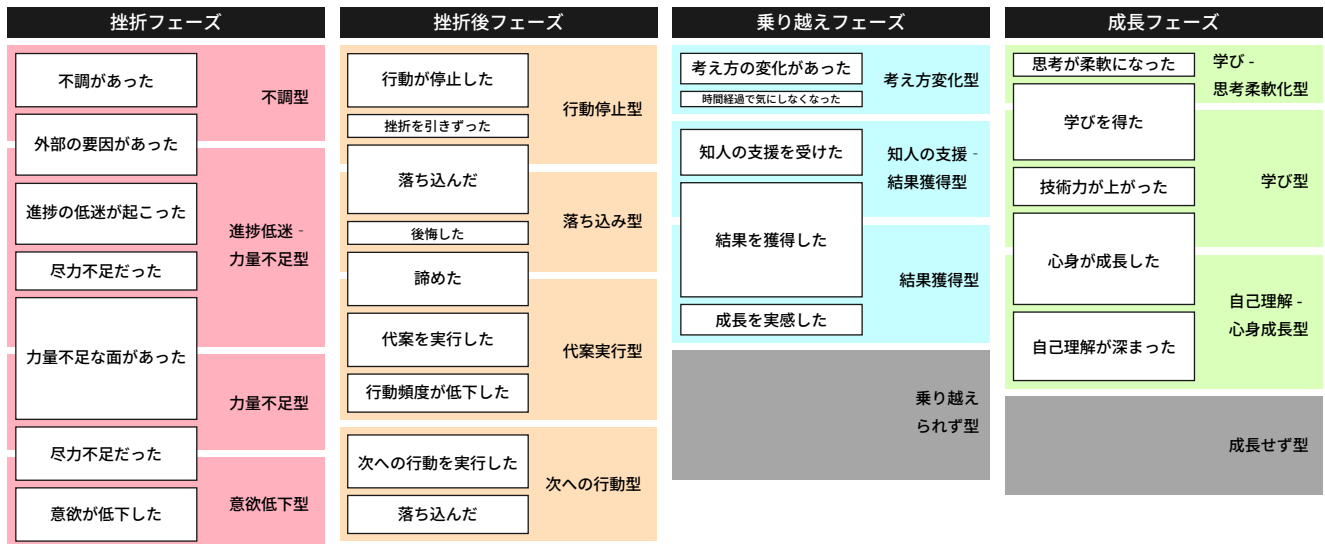 挫折フェーズ
不調があった
外部の要因があった
進捗の低迷が起こった
尽力不足だった
力量不足な面があった
尽力不足だった
意欲が低下した
不調型
進捗低迷 -
力量不足型
力量不足型
意欲低下型
挫折後フェーズ
行動が停止した
挫折を引きずった
落ち込んだ
後悔した
諦めた
代案を実行した
行動頻度が低下した
次への行動を実行した
落ち込んだ
行動停止型
落ち込み型
代案実行型
次への行動型
乗り越えフェーズ
考え方の変化があった
時間経過で気にしなくなった
知人の支援を受けた
結果を獲得した
成長を実感した
考え方変化型
知人の支援 -
結果獲得型
結果獲得型
乗り越え
られず型
成長フェーズ
思考が柔軟になった
学びを得た
技術力が上がった
心身が成長した
自己理解が深まった
学び -
思考柔軟化型
学び型
自己理解 -
心身成長型
成長せず型